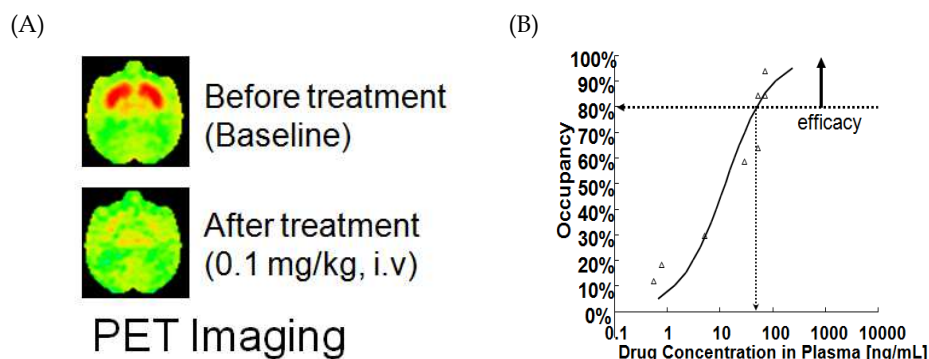 (A)
Before treatment
(Baseline)
After treatment
(0.1 mg/kg, i.v)
PET Imaging
(B)
100%
90%
80%
70%
60%
50%
40%
30%
20%
10%
0%
Occupancy
efficacy
0.1 1 10 100 1000 10000
Drug Concentration in Plasma [ng/mL]